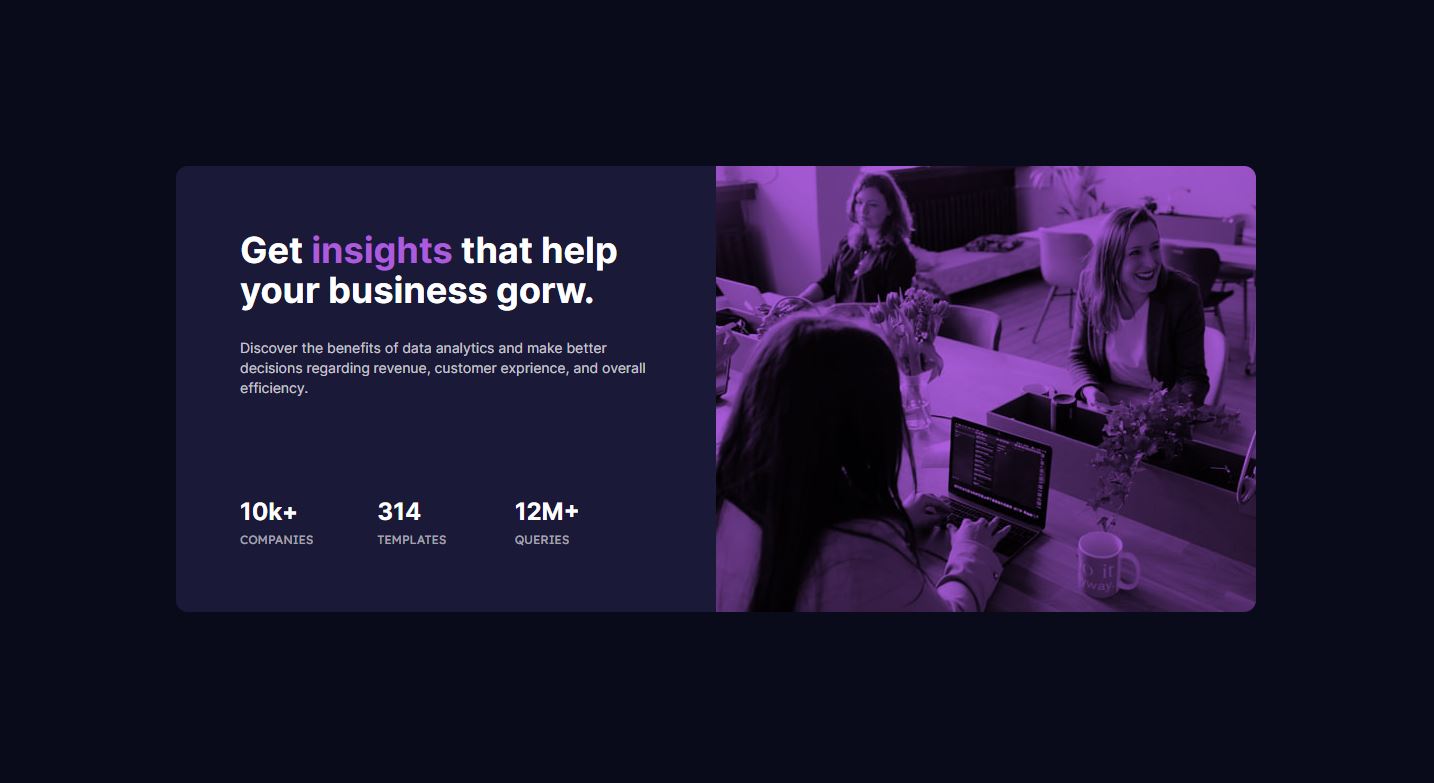 Get insights that help
your business gorw.
Discover the benefits of data analytics and make better
decisions regarding revenue, customer exprience, and overall
efficiency.
10k+ 314 12M+
COMPANIES TEMPLATES QUERIES
it